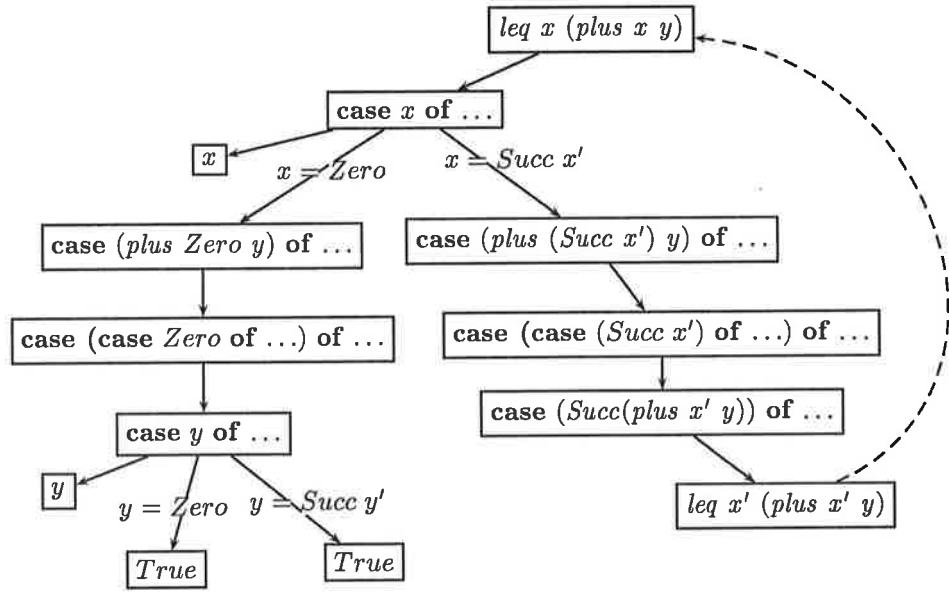 leq x (plus x y)
case x of ...
x
x = Zero
x = Succ x'
case (plus Zero y) of ...
case (plus (Succ x') y) of ...
case (case Zero of ...) of ...
case (case (Succ x') of ...) of ...
case (Succ(plus x' y)) of ...
case y of ...
y
y = Zero
y = Succ y'
leq x' (plus x' y)
True
True